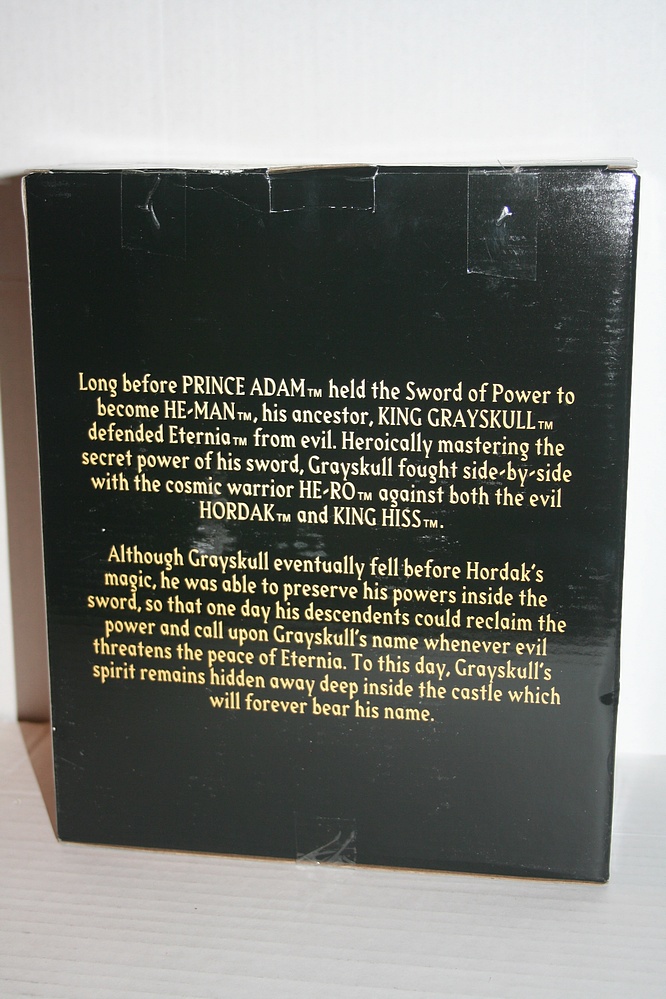 Long before PRINCE ADAM™ held the Sword of Power to
become HE-MAN™, his ancestor, KING GRAYSKULL™
defended Eternia™ from evil. Heroically mastering the
secret power of his sword, Grayskull fought side-by-side
with the cosmic warrior HE-RO™ against both the evil
HORDAK™ and KING HISS™.
Although Grayskull eventually fell before Hordak's
magic, he was able to preserve his powers inside the
sword, so that one day his descendents could reclaim the
power and call upon Grayskull's name whenever evil
threatens the peace of Eternia. To this day, Grayskull's
spirit remains hidden away deep inside the castle which
will forever bear his name.